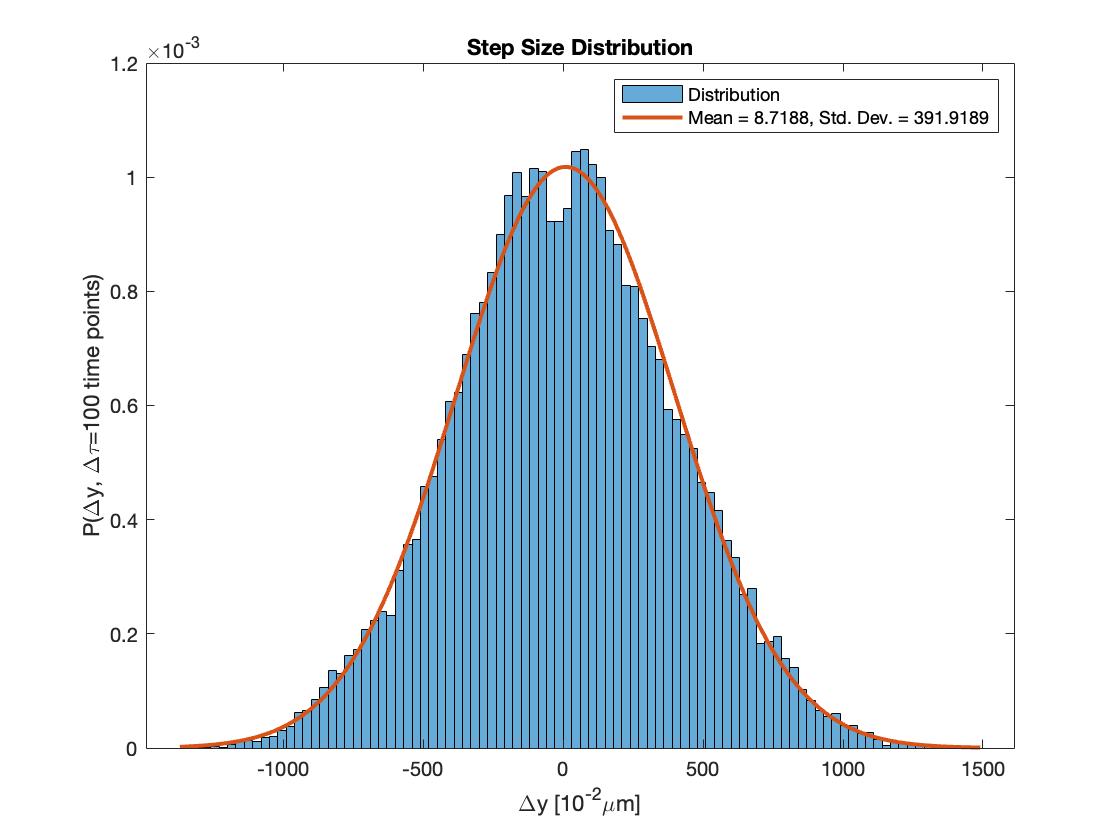 Step Size Distribution
×10⁻³
Distribution
Mean = 8.7188, Std. Dev. = 391.9189
1.2
1
0.8
0.6
0.4
0.2
0
P(Δy, Δτ=100 time points)
-1000 -500 0 500 1000 1500
Δy [10⁻²μm]